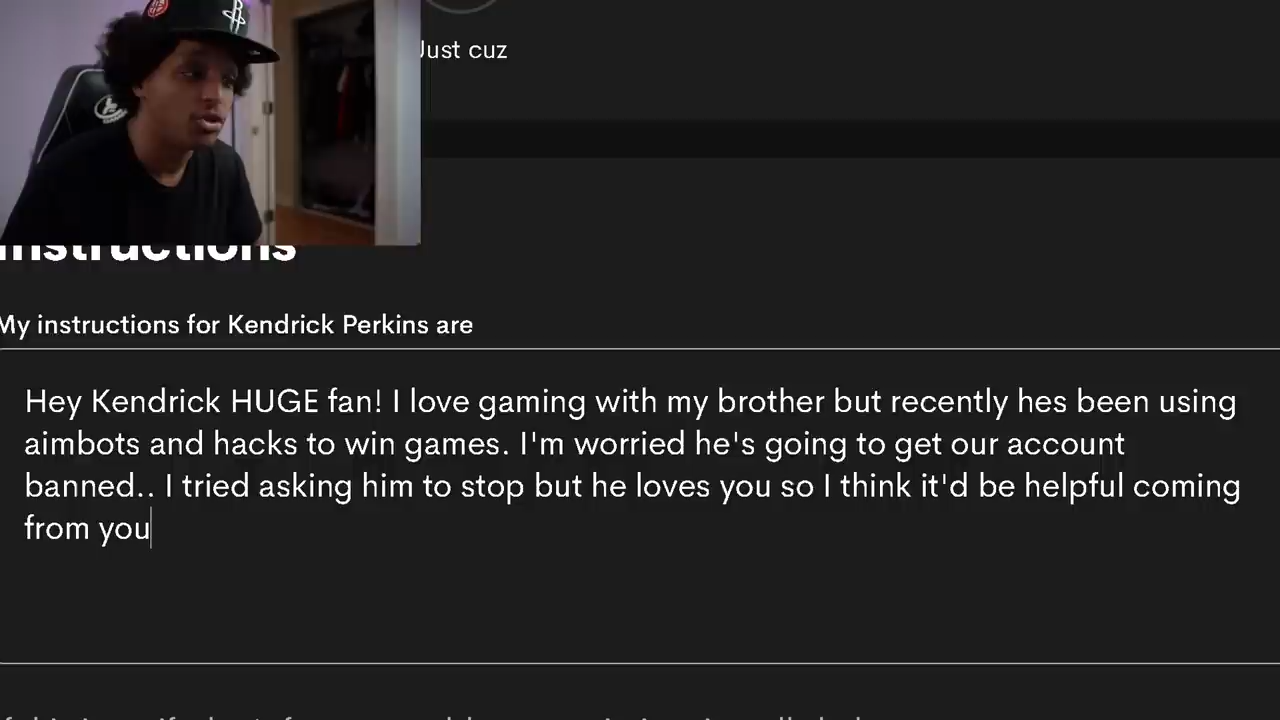 Just cuz
Instructions
My instructions for Kendrick Perkins are
Hey Kendrick HUGE fan! I love gaming with my brother but recently hes been using
aimbots and hacks to win games. I'm worried he's going to get our account
banned.. I tried asking him to stop but he loves you so I think it'd be helpful coming
from you